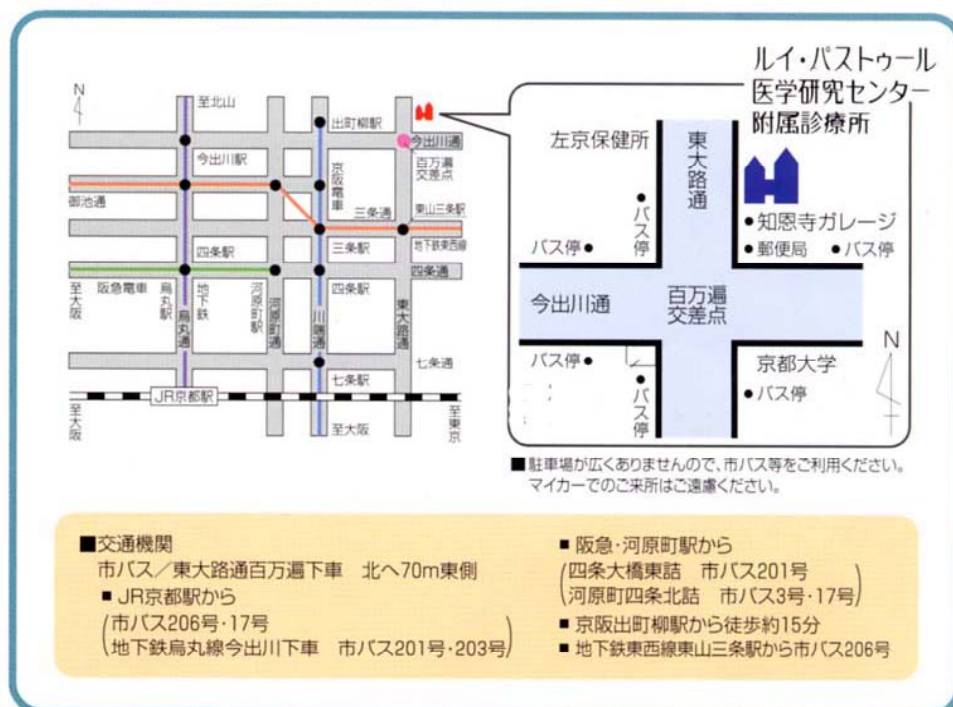 N
至北山
出町柳駅
今出川通
今出川駅
百万遍
交差点
京阪電車
御池通
三条通
東山三条駅
三条駅
地下鉄東西線
四条駅
四条通
至大阪
阪急電車
烏丸駅
烏丸通
地下鉄
河原町駅
河原町通
川端通
四条駅
東大路通
七条通
七条駅
JR京都駅
至大阪
至大阪
至東京
ルイ・パストゥール
医学研究センター
附属診療所
左京保健所
東大路通
バス停
バス停
知恩寺ガレージ
郵便局
バス停
今出川通
百万遍
交差点
バス停
バス停
京都大学
バス停
N
■駐車場が広くありませんので、市バス等をご利用ください。
マイカーでのご来所はご遠慮ください。
■交通機関
市バス/東大路通百万遍下車 北へ70m東側
■JR京都駅から
(市バス206号・17号
地下鉄烏丸線今出川下車 市バス201号・203号)
■阪急・河原町駅から
(四条大橋東詰 市バス201号
河原町四条北詰 市バス3号・17号)
■京阪出町柳駅から徒歩約15分
■地下鉄東西線東山三条駅から市バス206号